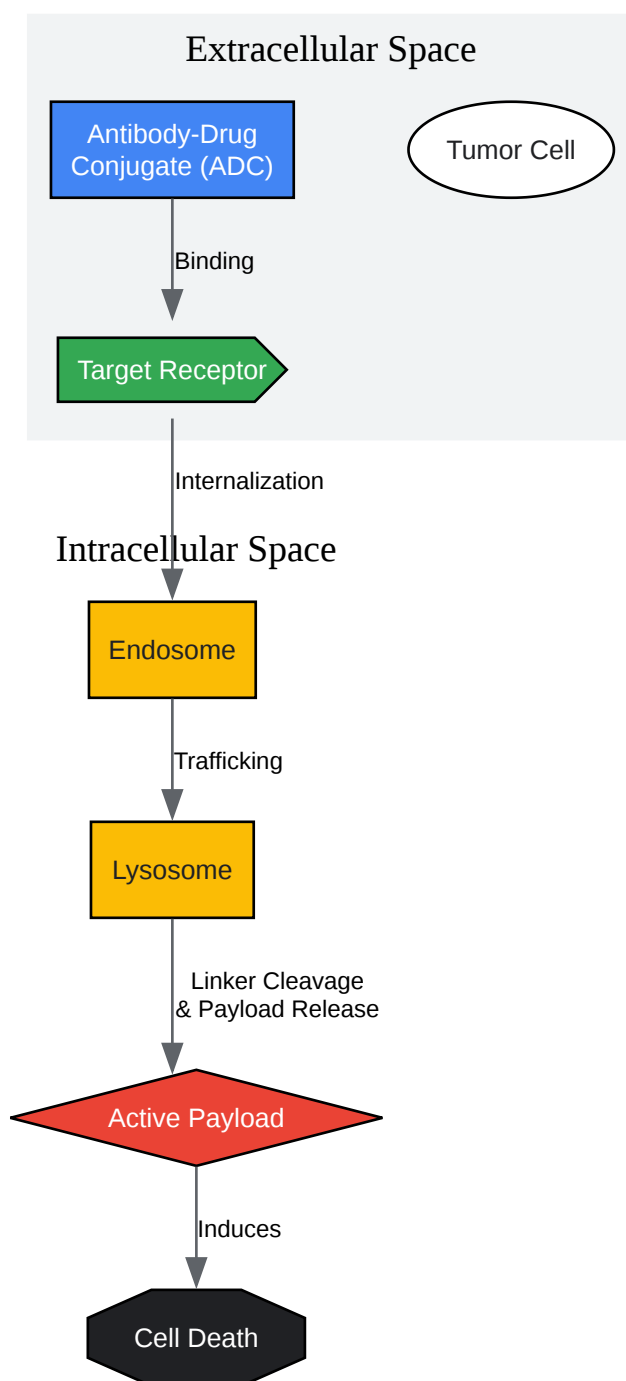 Extracellular Space
Antibody-Drug
Conjugate (ADC)
Tumor Cell
Binding
Target Receptor
Internalization
Intracellular Space
Endosome
Trafficking
Lysosome
Linker Cleavage
& Payload Release
Active Payload
Induces
Cell Death